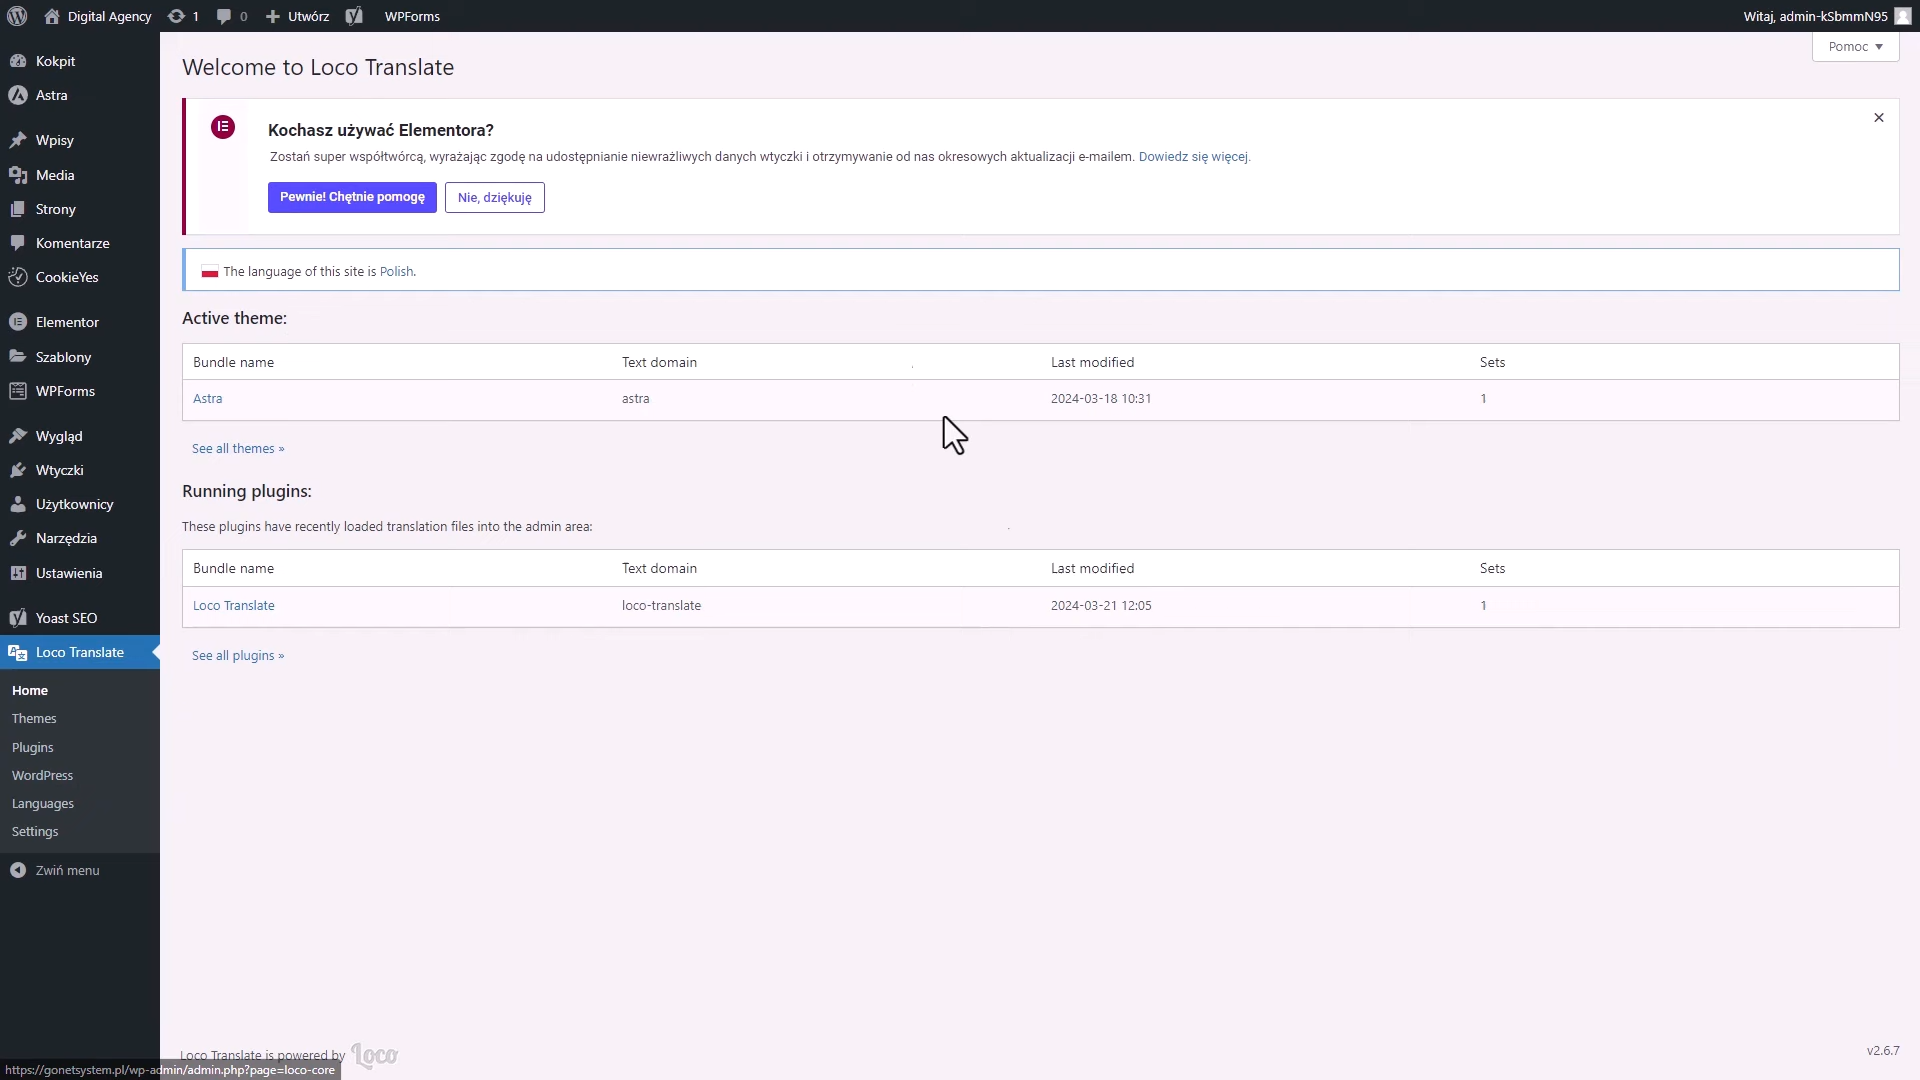 Digital Agency
1
0
Utwórz
WPForms
Witaj, admin-kSbmmN95
Pomoc
Kokpit
Astra
Wpisy
Media
Strony
Komentarze
CookieYes
Elementor
Szablony
WPForms
Wygląd
Wtyczki
Użytkownicy
Narzędzia
Ustawienia
Yoast SEO
Loco Translate
Home
Themes
Plugins
WordPress
Languages
Settings
Zwiń menu
Welcome to Loco Translate
Kochasz używać Elementora?
Zostań super współtwórcą, wyrażając zgodę na udostępnianie niewrażliwych danych wtyczki i otrzymywanie od nas okresowych aktualizacji e-mailem. Dowiedz się więcej.
Pewnie! Chętnie pomogę
Nie, dziękuję
The language of this site is Polish.
Active theme:
Bundle name Text domain Last modified Sets
Astra astra 2024-03-18 10:31 1
See all themes »
Running plugins:
These plugins have recently loaded translation files into the admin area:
Bundle name Text domain Last modified Sets
Loco Translate loco-translate 2024-03-21 12:05 1
See all plugins »
Loco Translate is powered by Loco
v2.6.7
https://gonetsystem.pl/wp-admin/admin.php?page=loco-core